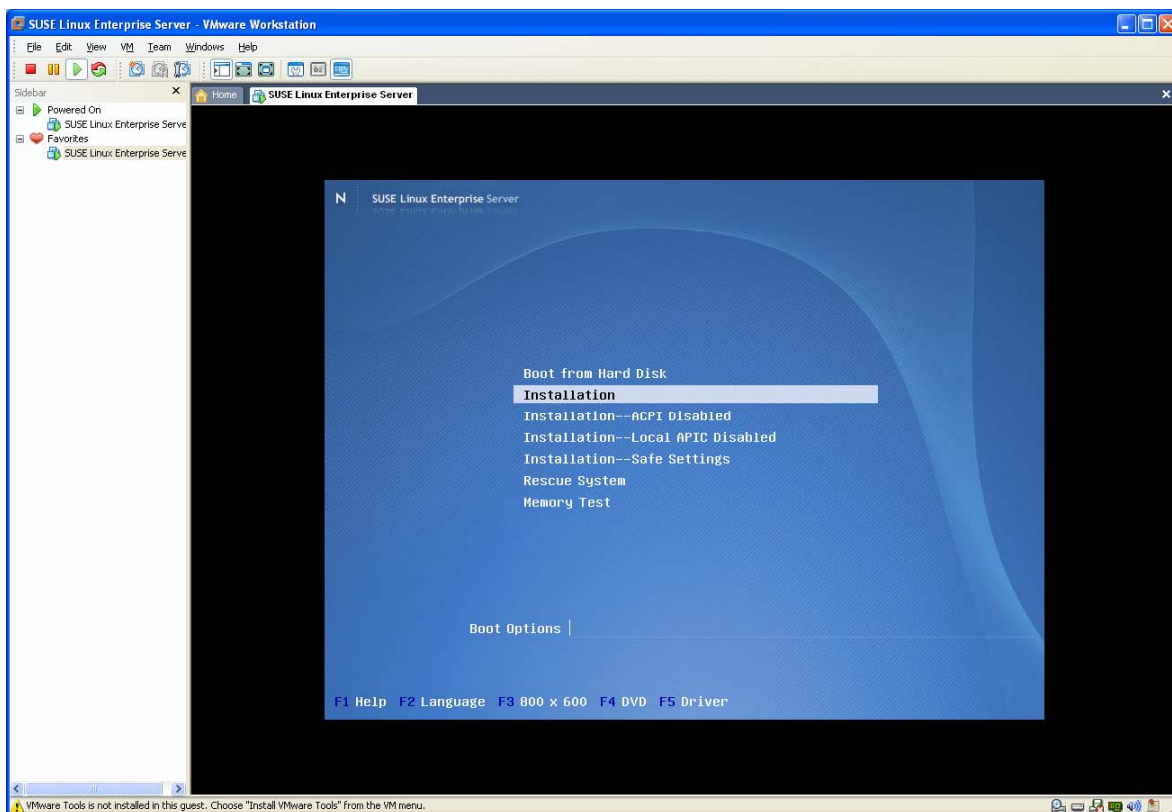 SUSE Linux Enterprise Server - VMware Workstation
File Edit View VM Team Windows Help
Sidebar
Powered On
SUSE Linux Enterprise Serve
Favorites
SUSE Linux Enterprise Serve
Home
SUSE Linux Enterprise Server
N SUSE Linux Enterprise Server
Boot from Hard Disk
Installation
Installation--ACPI Disabled
Installation--Local APIC Disabled
Installation--Safe Settings
Rescue System
Memory Test
Boot Options
F1 Help F2 Language F3 800 x 600 F4 DVD F5 Driver
VMware Tools is not installed in this guest. Choose "Install VMware Tools" from the VM menu.